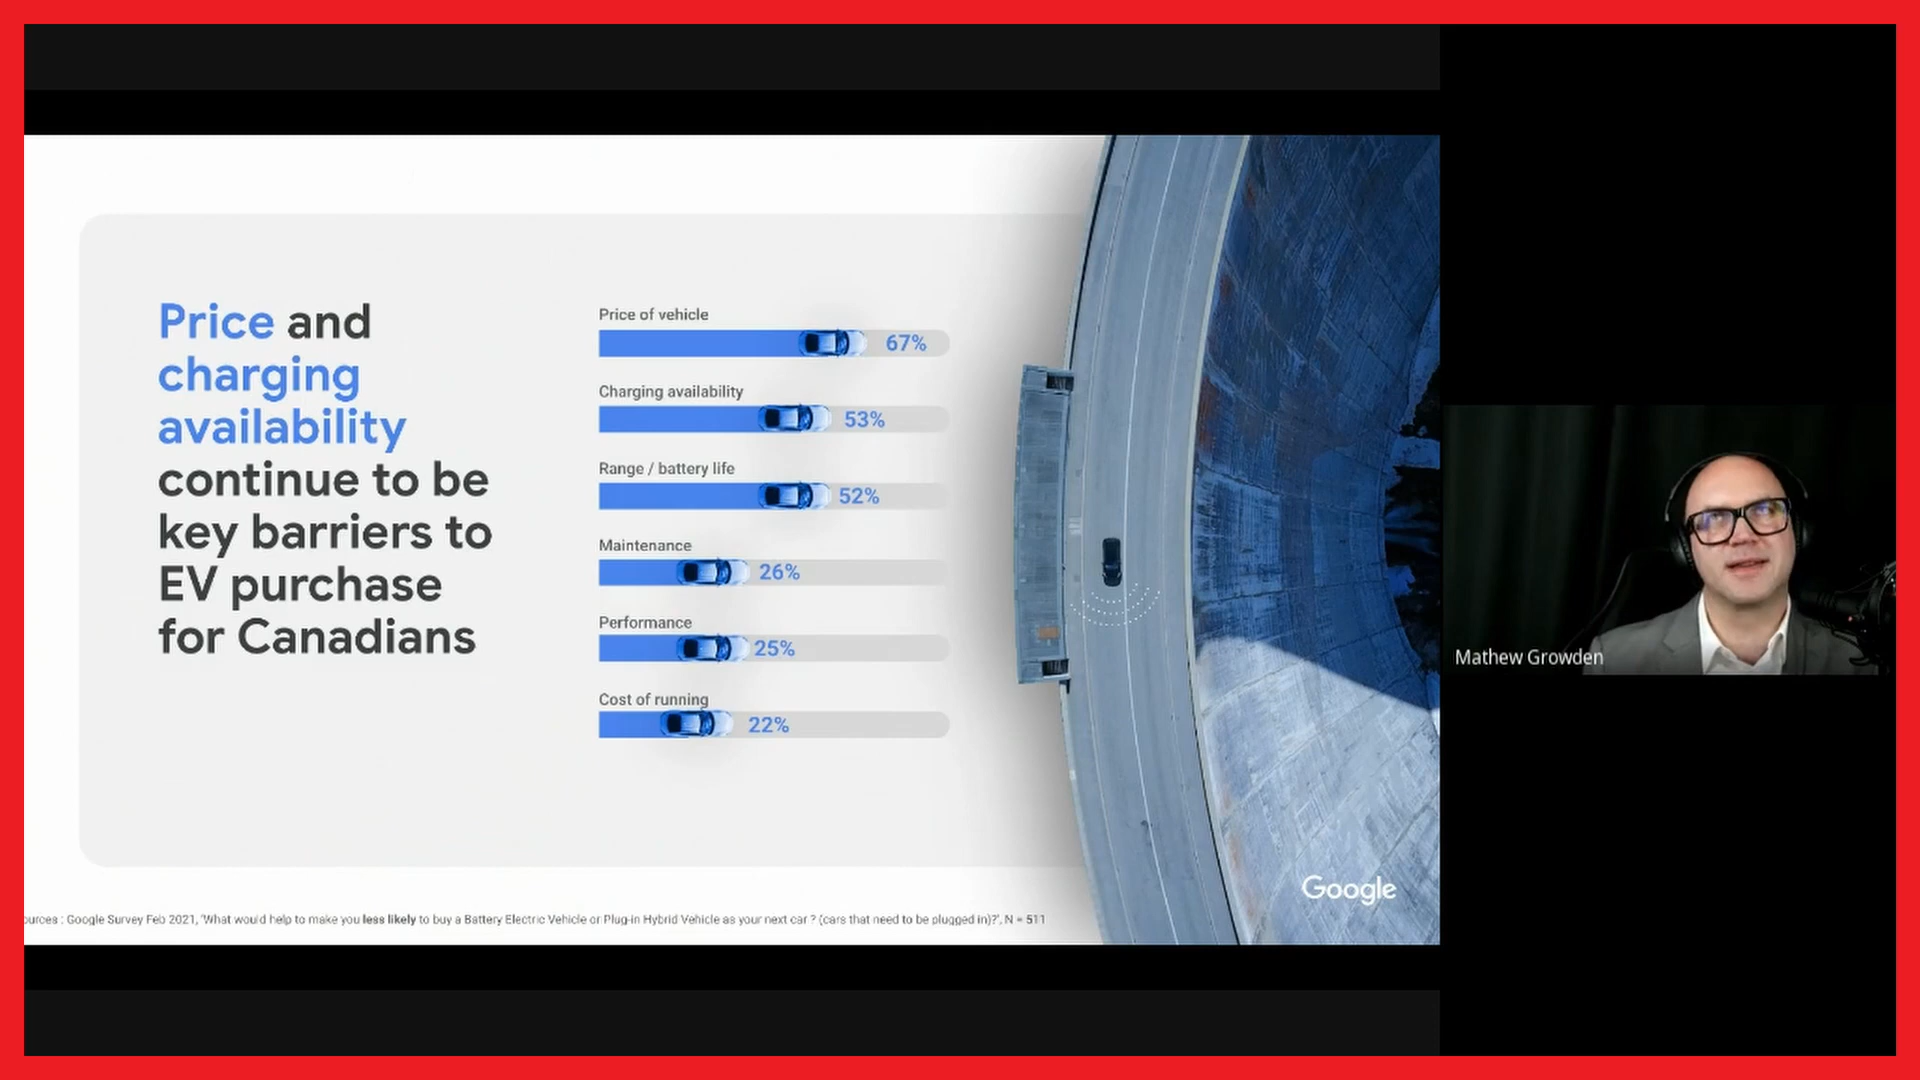 Price and
charging
availability
continue to be
key barriers to
EV purchase
for Canadians
Price of vehicle
67%
Charging availability
53%
Range / battery life
52%
Maintenance
26%
Performance
25%
Cost of running
22%
Google
ources : Google Survey Feb 2021, 'What would help to make you less likely to buy a Battery Electric Vehicle or Plug-in Hybrid Vehicle as your next car ? (cars that need to be plugged in)?', N = 511
Mathew Growden